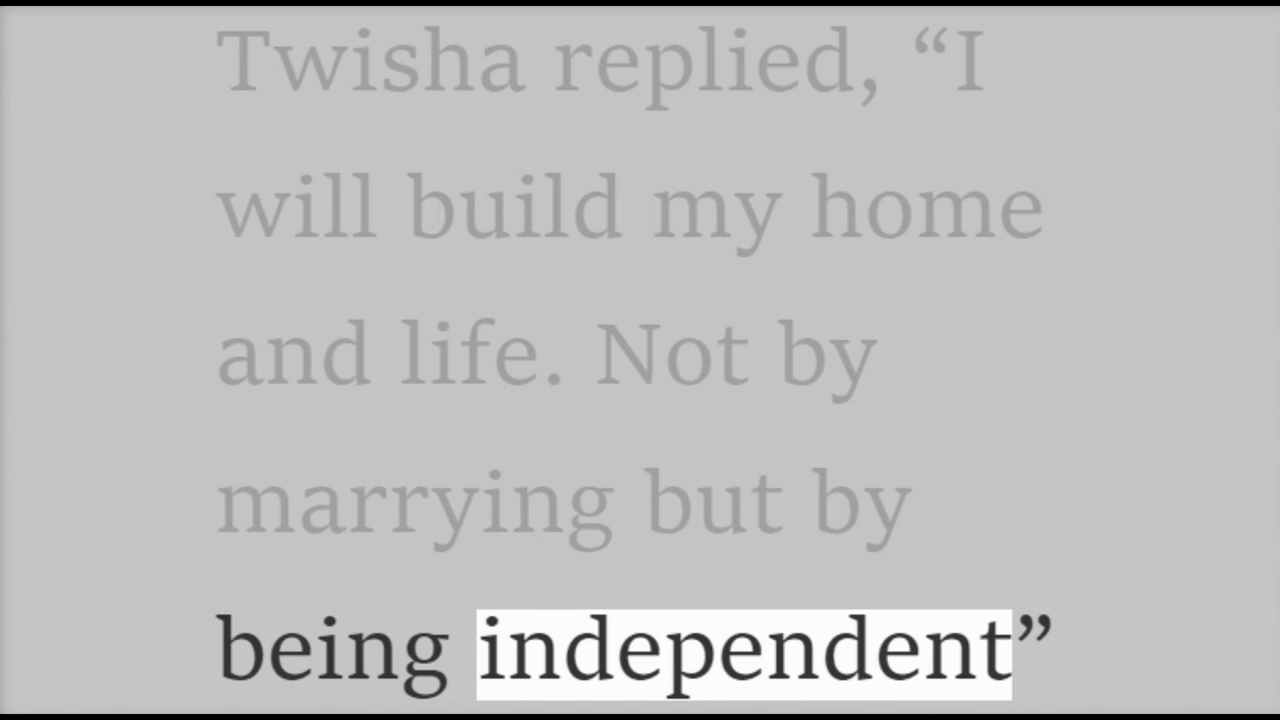 Twisha replied, “I
will build my home
and life. Not by
marrying but by
being independent”